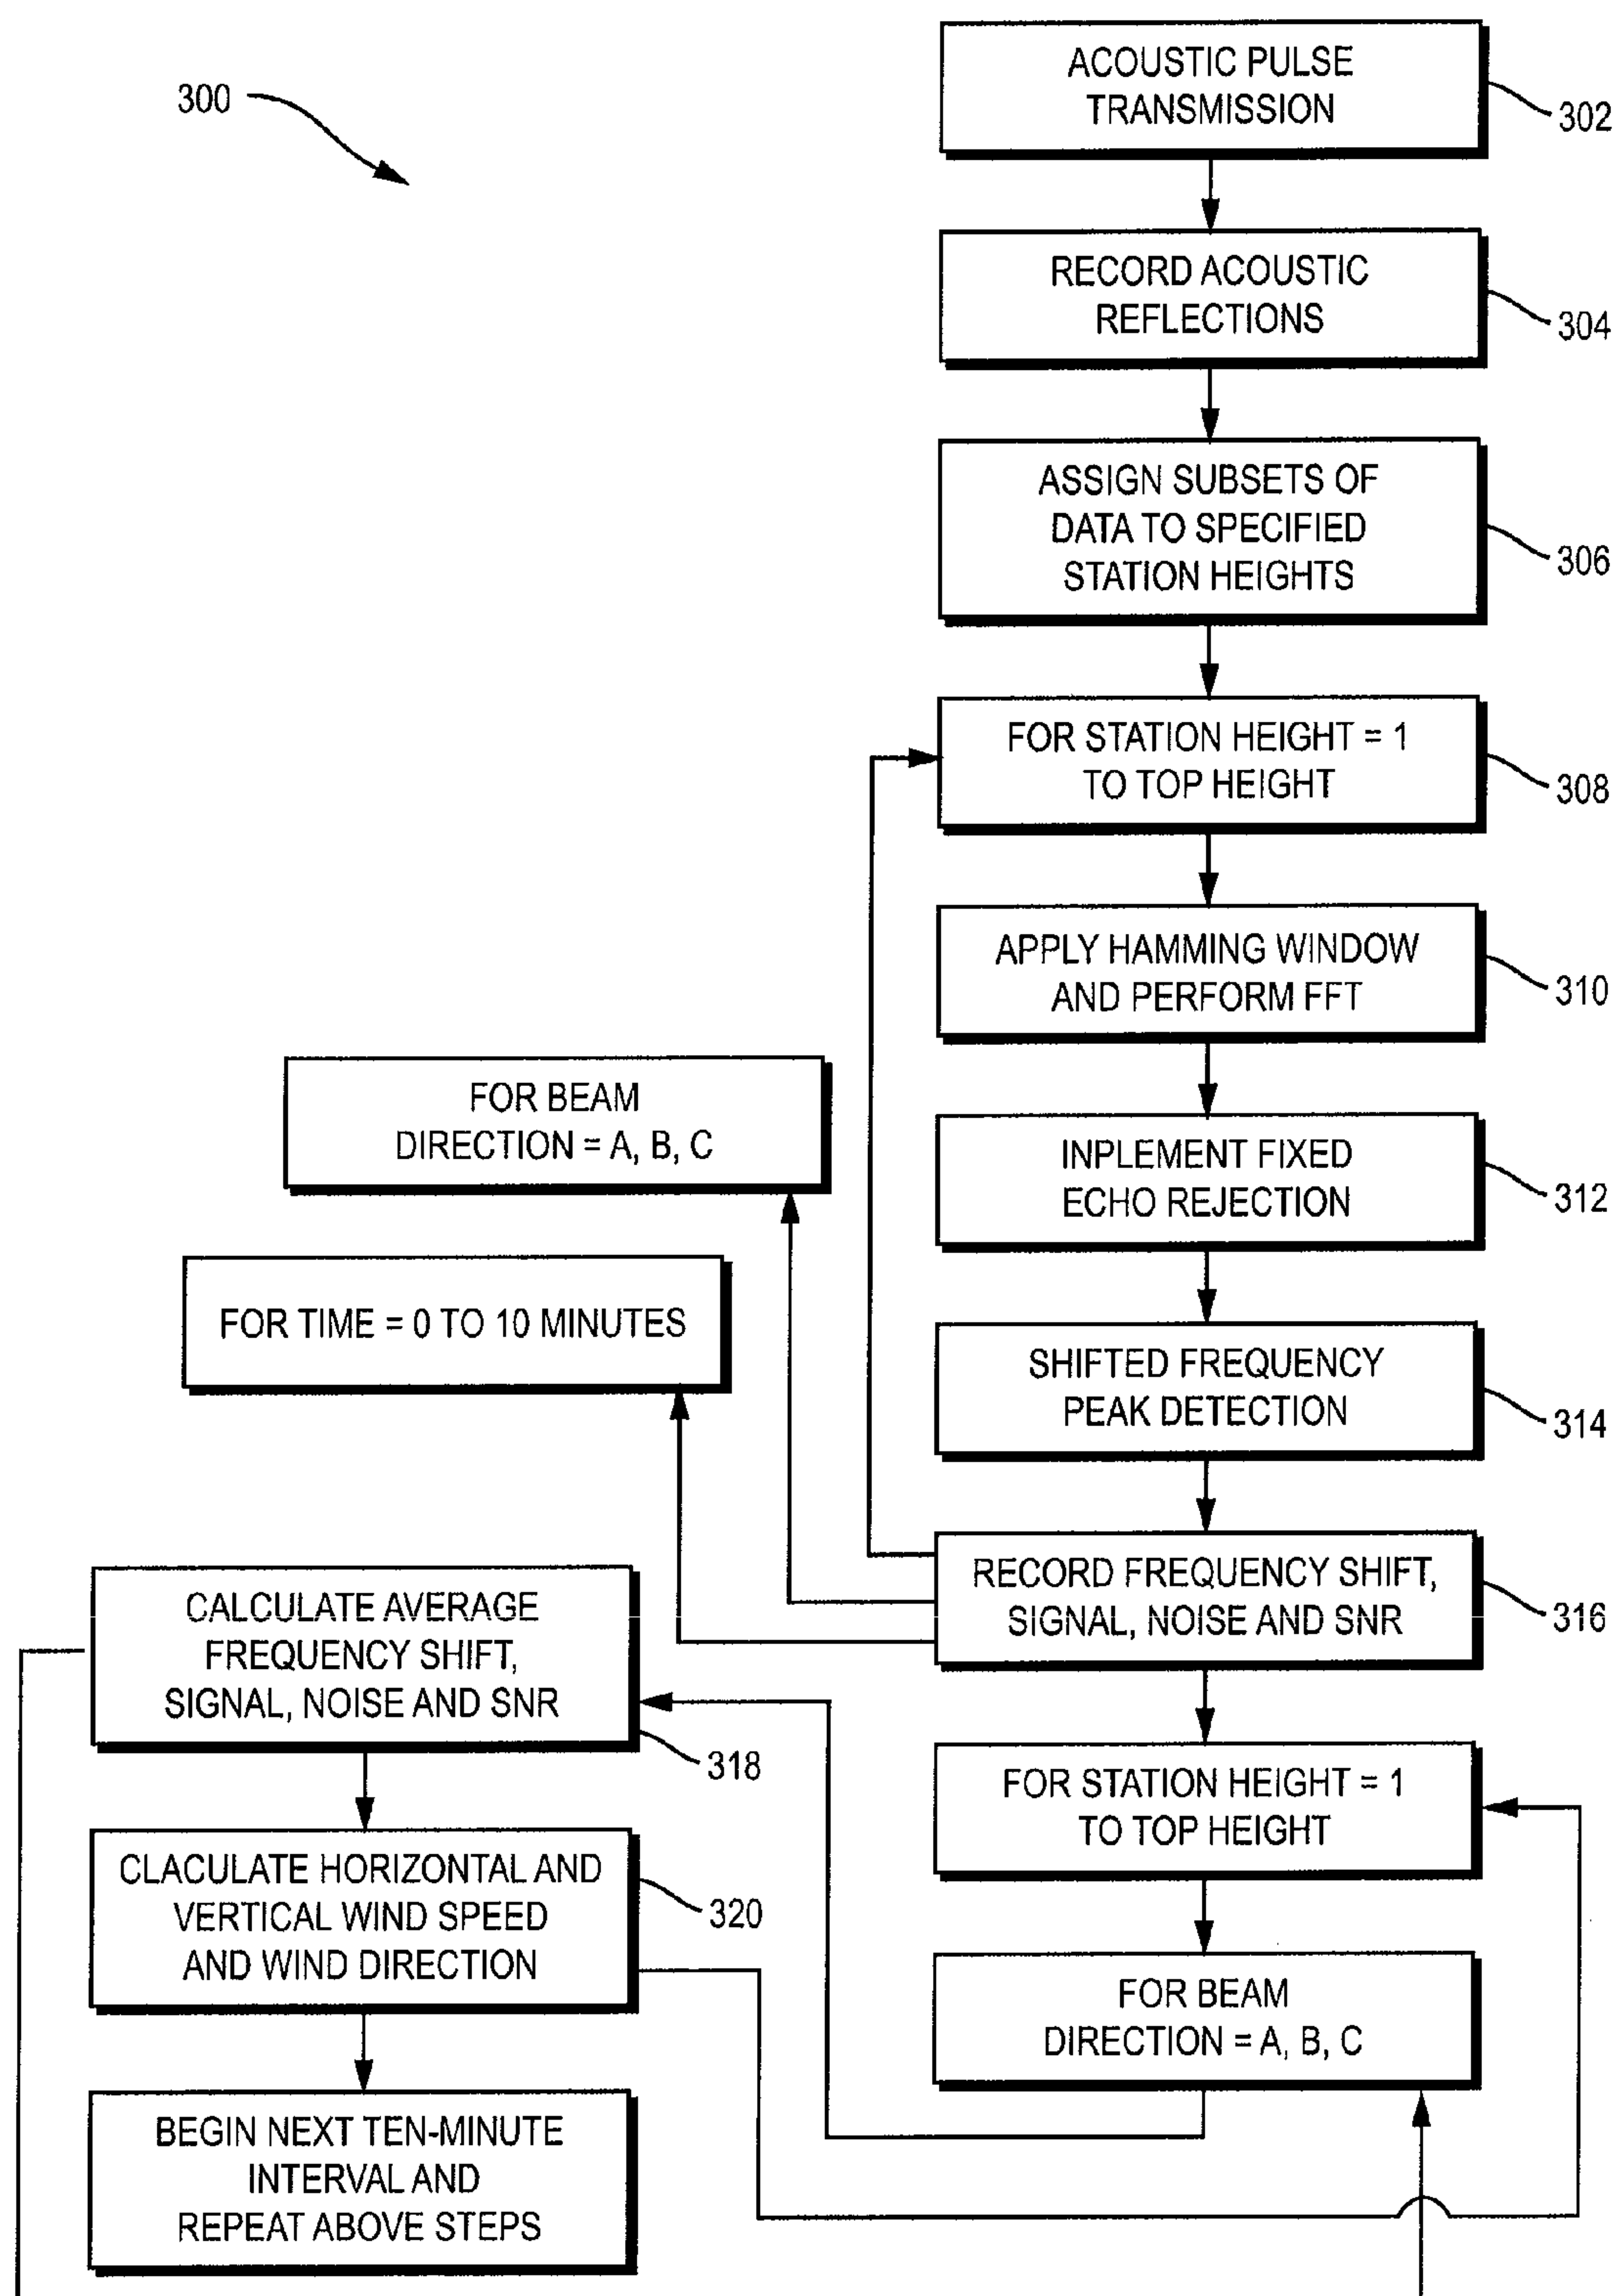 300
ACOUSTIC PULSE
TRANSMISSION
302
RECORD ACOUSTIC
REFLECTIONS
304
ASSIGN SUBSETS OF
DATA TO SPECIFIED
STATION HEIGHTS
306
FOR STATION HEIGHT = 1
TO TOP HEIGHT
308
APPLY HAMMING WINDOW
AND PERFORM FFT
310
FOR BEAM
DIRECTION = A, B, C
INPLEMENT FIXED
ECHO REJECTION
312
FOR TIME = 0 TO 10 MINUTES
SHIFTED FREQUENCY
PEAK DETECTION
314
RECORD FREQUENCY SHIFT,
SIGNAL, NOISE AND SNR
316
CALCULATE AVERAGE
FREQUENCY SHIFT,
SIGNAL, NOISE AND SNR
318
FOR STATION HEIGHT = 1
TO TOP HEIGHT
CLACULATE HORIZONTAL AND
VERTICAL WIND SPEED
AND WIND DIRECTION
320
FOR BEAM
DIRECTION = A, B, C
BEGIN NEXT TEN-MINUTE
INTERVAL AND
REPEAT ABOVE STEPS